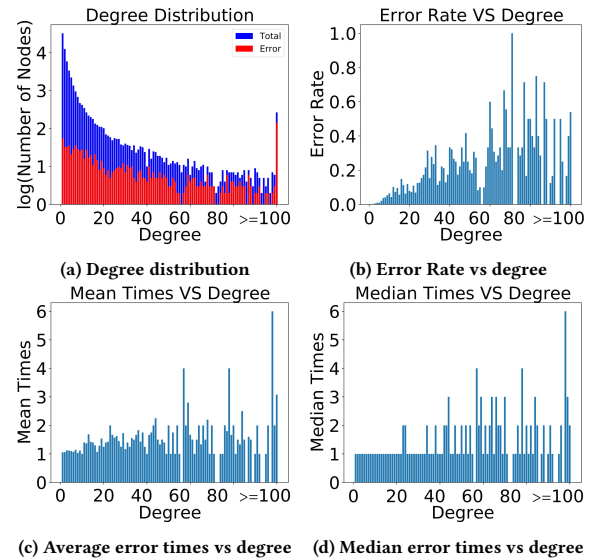 Degree Distribution
log(Number of Nodes)
4
3
2
1
0
Total
Error
0 20 40 60 80 >=100
Degree
(a) Degree distribution
Error Rate VS Degree
Error Rate
1.0
0.8
0.6
0.4
0.2
0.0
0 20 40 60 80 >=100
Degree
(b) Error Rate vs degree
Mean Times VS Degree
Mean Times
6
5
4
3
2
1
0
0 20 40 60 80 >=100
Degree
(c) Average error times vs degree
Median Times VS Degree
Median Times
6
5
4
3
2
1
0
0 20 40 60 80 >=100
Degree
(d) Median error times vs degree